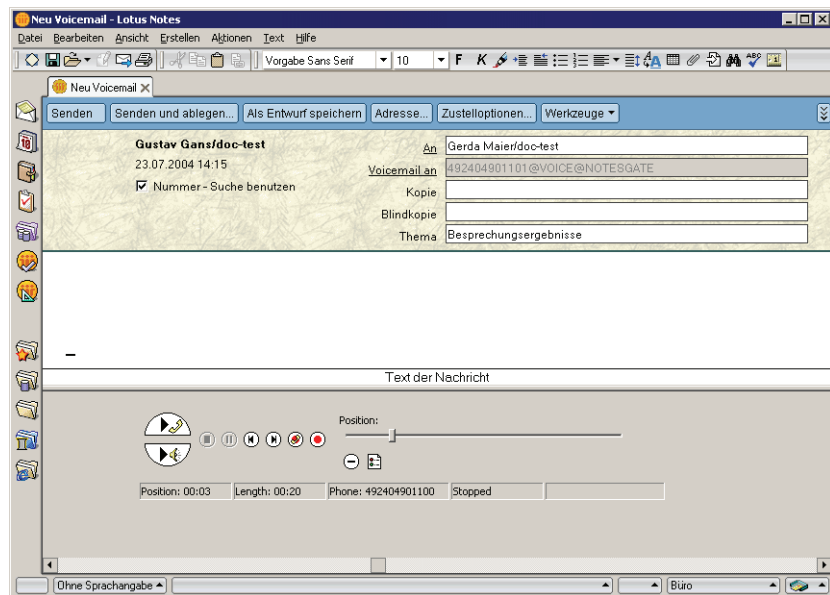 Neu Voicemail - Lotus Notes
Datei Bearbeiten Ansicht Erstellen Aktionen Text Hilfe
Vorgabe Sans Serif 10 F K
Neu Voicemail
Senden Senden und ablegen... Als Entwurf speichern Adresse... Zustelloptionen... Werkzeuge
Gustav Gans/doc-test
23.07.2004 14:15
Nummer - Suche benutzen
An Gerda Maier/doc-test
Voicemail an 492404901101@VOICE@NOTESGATE
Kopie
Blindkopie
Thema Besprechungsergebnisse
Text der Nachricht
Position:
Position: 00:03 Length: 00:20 Phone: 492404901100 Stopped
Ohne Sprachangabe Büro